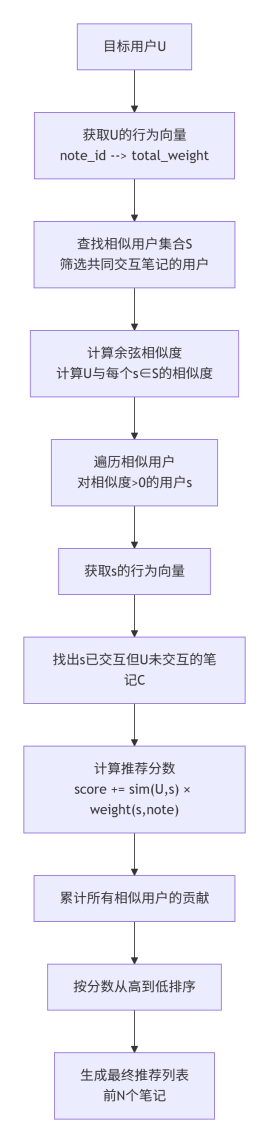 目标用户U
获取U的行为向量
note_id --> total_weight
查找相似用户集合S
筛选共同交互笔记的用户
计算余弦相似度
计算U与每个s∈S的相似度
遍历相似用户
对相似度>0的用户s
获取s的行为向量
找出s已交互但U未交互的笔
记C
计算推荐分数
score += sim(U,s) ×
weight(s,note)
累计所有相似用户的贡献
按分数从高到低排序
生成最终推荐列表
前N个笔记